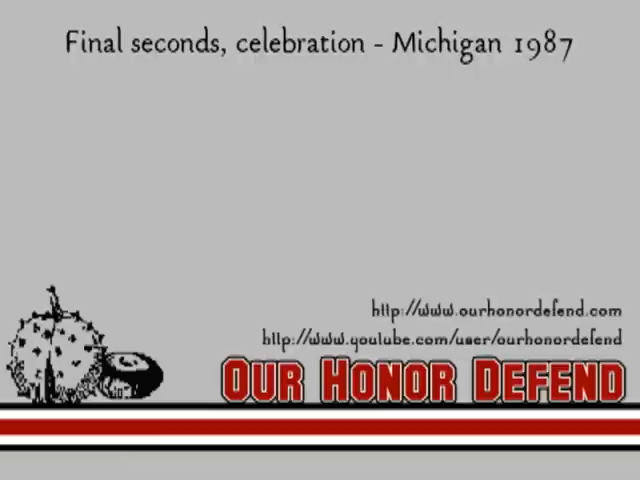 Final seconds, celebration - Michigan 1987
http://www.ourhonordefend.com
http://www.youtube.com/user/ourhonordefend
OUR HONOR DEFEND